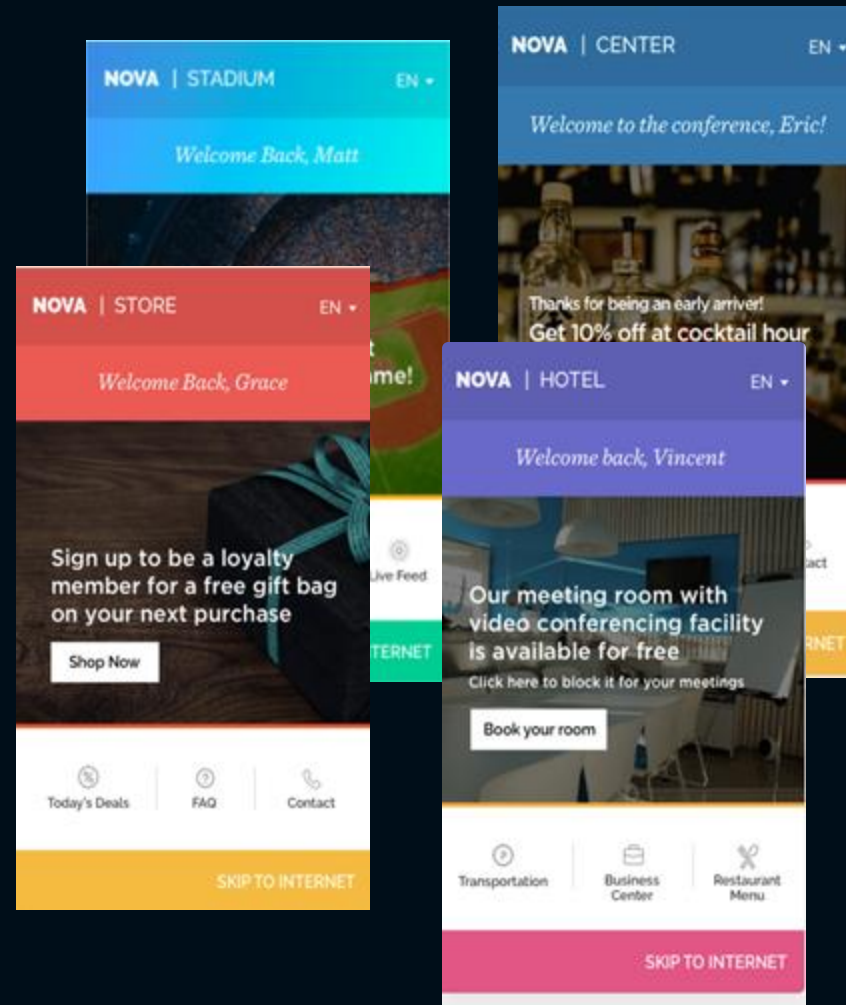 NOVA | STADIUM
EN
Welcome Back, Matt
me!
Live Feed
TERNET
NOVA | CENTER
EN
Welcome to the conference, Eric!
Thanks for being an early arriver!
Get 10% off at cocktail hour
act
RNET
NOVA | STORE
EN
Welcome Back, Grace
Sign up to be a loyalty
member for a free gift bag
on your next purchase
Shop Now
Today's Deals
FAQ
Contact
SKIP TO INTERNET
NOVA | HOTEL
EN
Welcome back, Vincent
Our meeting room with
video conferencing facility
is available for free
Click here to block it for your meetings
Book your room
Transportation
Business
Center
Restaurant
Menu
SKIP TO INTERNET